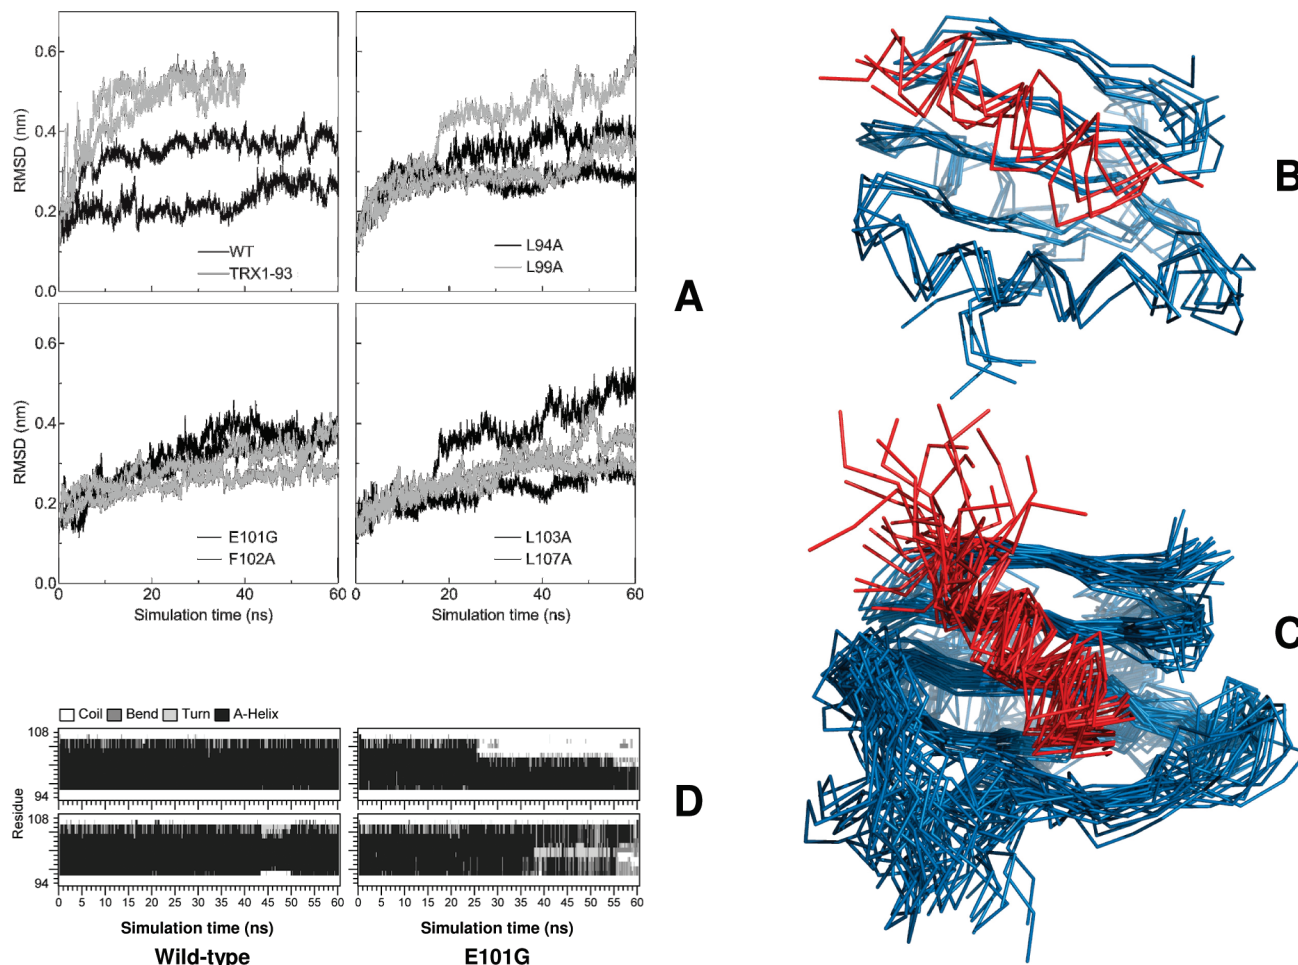 0.6
0.4
0.2
0.0
RMSD (nm)
WT
TRX1-93
L94A
L99A
A
B
0.6
0.4
0.2
0.0
RMSD (nm)
E101G
F102A
L103A
L107A
0 20 40 60
0 20 40 60
Simulation time (ns)
Simulation time (ns)
C
Coil Bend Turn A-Helix
108
94
108
94
Residue
D
0 5 10 15 20 25 30 35 40 45 50 55 60
0 5 10 15 20 25 30 35 40 45 50 55 60
Simulation time (ns)
Simulation time (ns)
Wild-type
E101G